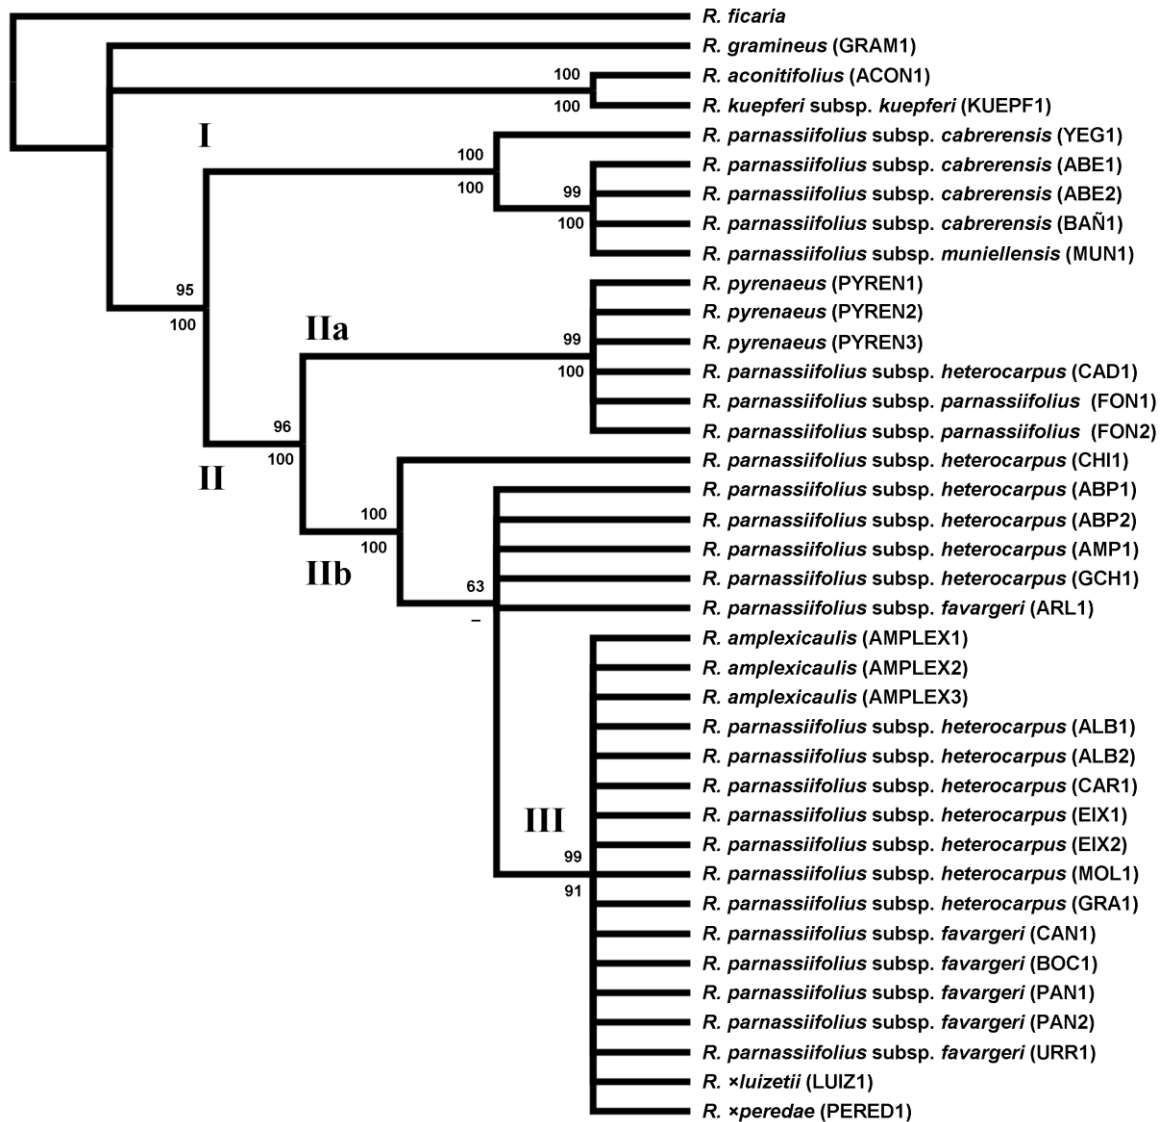 R. ficaria
R. gramineus (GRAM1)
100
R. aconitifolius (ACON1)
100
R. kuepferi subsp. kuepferi (KUEPF1)
I
R. parnassiifolius subsp. cabrerensis (YEG1)
100
100
R. parnassiifolius subsp. cabrerensis (ABE1)
99
R. parnassiifolius subsp. cabrerensis (ABE2)
100
R. parnassiifolius subsp. cabrerensis (BAÑ1)
R. parnassiifolius subsp. muniellensis (MUN1)
95
100
R. pyrenaeus (PYREN1)
IIa
R. pyrenaeus (PYREN2)
99
R. pyrenaeus (PYREN3)
100
R. parnassiifolius subsp. heterocarpus (CAD1)
R. parnassiifolius subsp. parnassiifolius (FON1)
96
100
R. parnassiifolius subsp. parnassiifolius (FON2)
II
R. parnassiifolius subsp. heterocarpus (CHI1)
R. parnassiifolius subsp. heterocarpus (ABP1)
100
100
R. parnassiifolius subsp. heterocarpus (ABP2)
R. parnassiifolius subsp. heterocarpus (AMP1)
IIb
63
–
R. parnassiifolius subsp. heterocarpus (GCH1)
R. parnassiifolius subsp. favargeri (ARL1)
R. amplexicaulis (AMPLEX1)
R. amplexicaulis (AMPLEX2)
R. amplexicaulis (AMPLEX3)
R. parnassiifolius subsp. heterocarpus (ALB1)
R. parnassiifolius subsp. heterocarpus (ALB2)
R. parnassiifolius subsp. heterocarpus (CAR1)
III
R. parnassiifolius subsp. heterocarpus (EIX1)
R. parnassiifolius subsp. heterocarpus (EIX2)
99
91
R. parnassiifolius subsp. heterocarpus (MOL1)
R. parnassiifolius subsp. heterocarpus (GRA1)
R. parnassiifolius subsp. favargeri (CAN1)
R. parnassiifolius subsp. favargeri (BOC1)
R. parnassiifolius subsp. favargeri (PAN1)
R. parnassiifolius subsp. favargeri (PAN2)
R. parnassiifolius subsp. favargeri (URR1)
R. ×luizetii (LUIZ1)
R. ×peredae (PERED1)